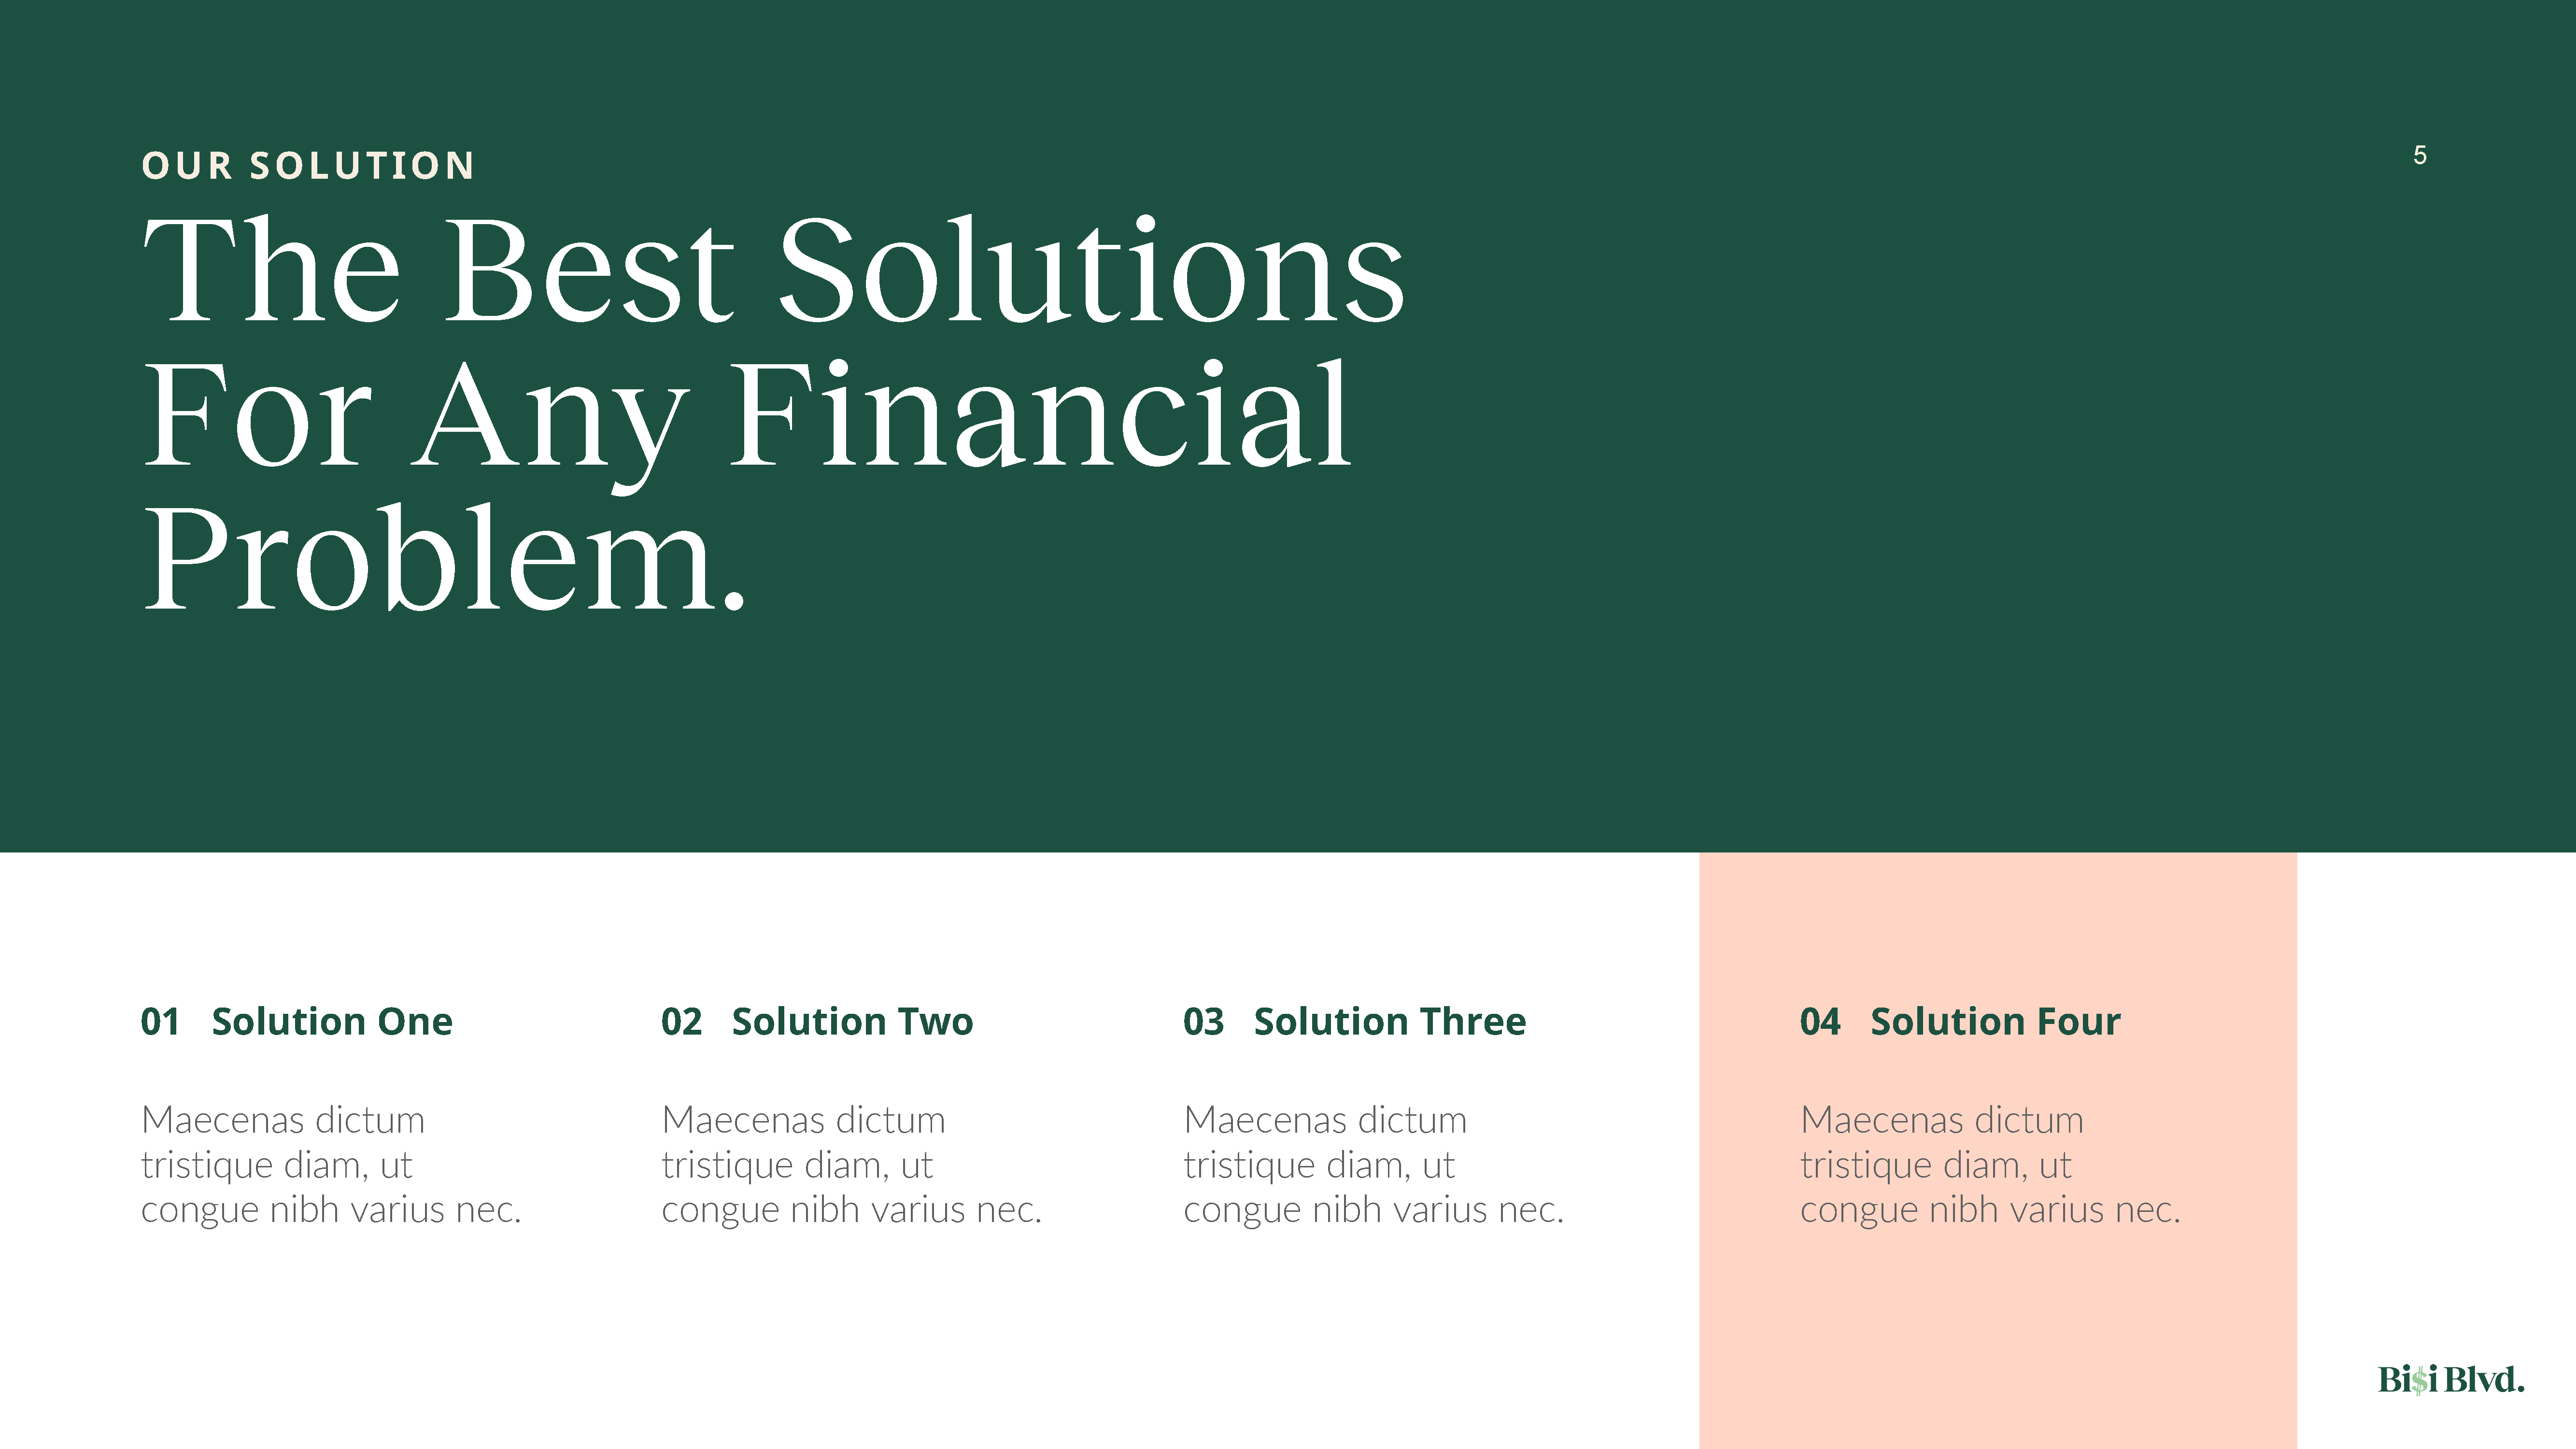 OUR SOLUTION
5
The Best Solutions
For Any Financial
Problem.
01 Solution One
Maecenas dictum
tristique diam, ut
congue nibh varius nec.
02 Solution Two
Maecenas dictum
tristique diam, ut
congue nibh varius nec.
03 Solution Three
Maecenas dictum
tristique diam, ut
congue nibh varius nec.
04 Solution Four
Maecenas dictum
tristique diam, ut
congue nibh varius nec.
Bi$i Blvd.